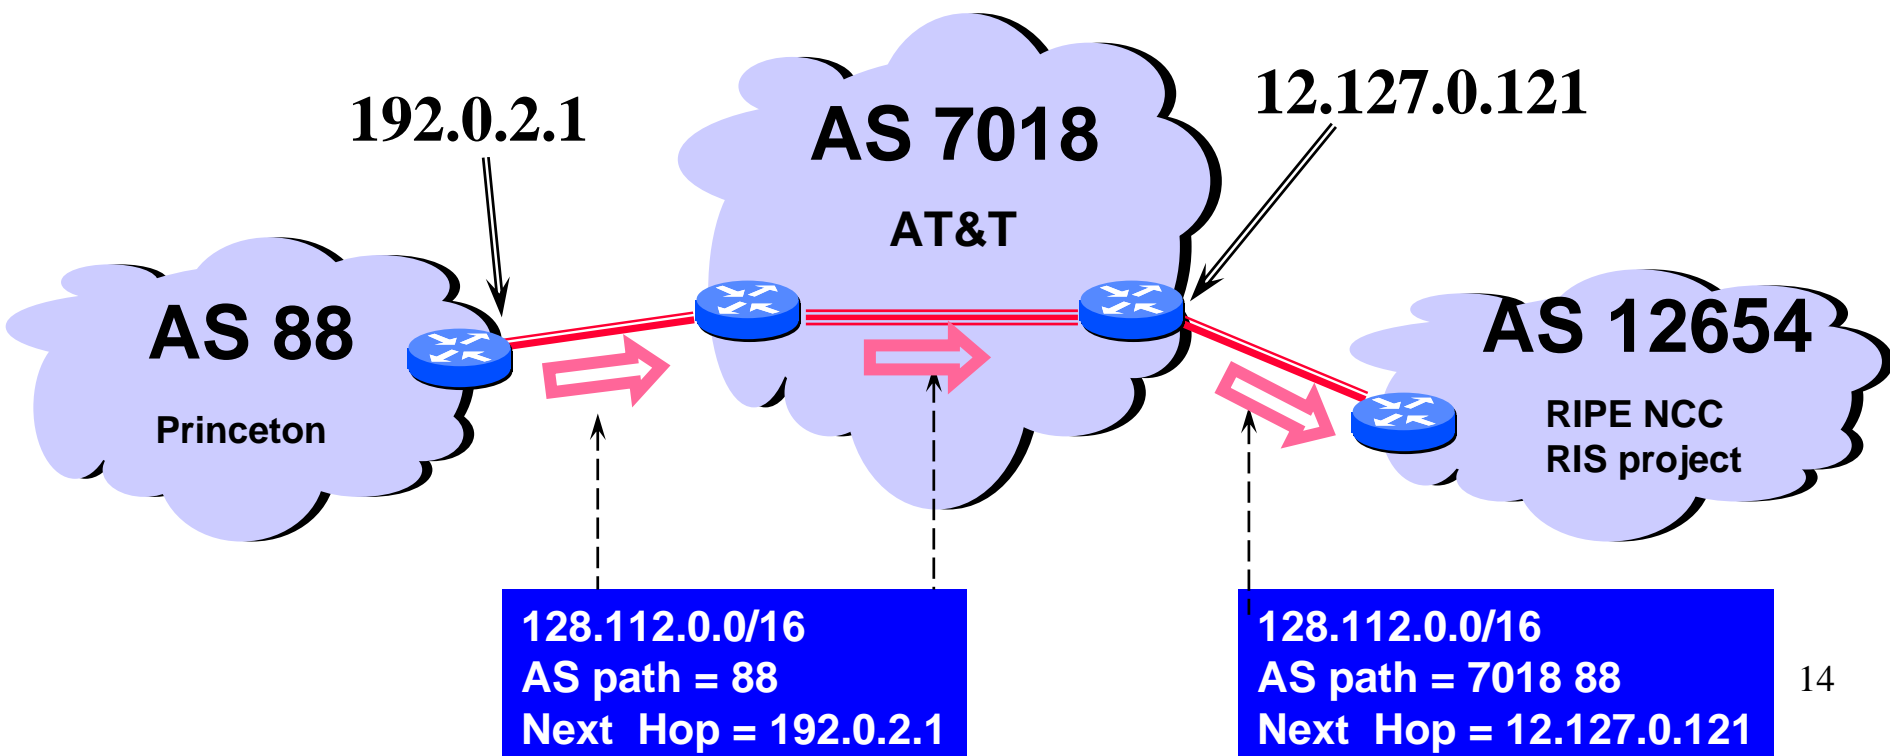 192.0.2.1
12.127.0.121
AS 7018
AT&T
AS 88
Princeton
AS 12654
RIPE NCC
RIS project
128.112.0.0/16
AS path = 88
Next Hop = 192.0.2.1
128.112.0.0/16
AS path = 7018 88
Next Hop = 12.127.0.121
14